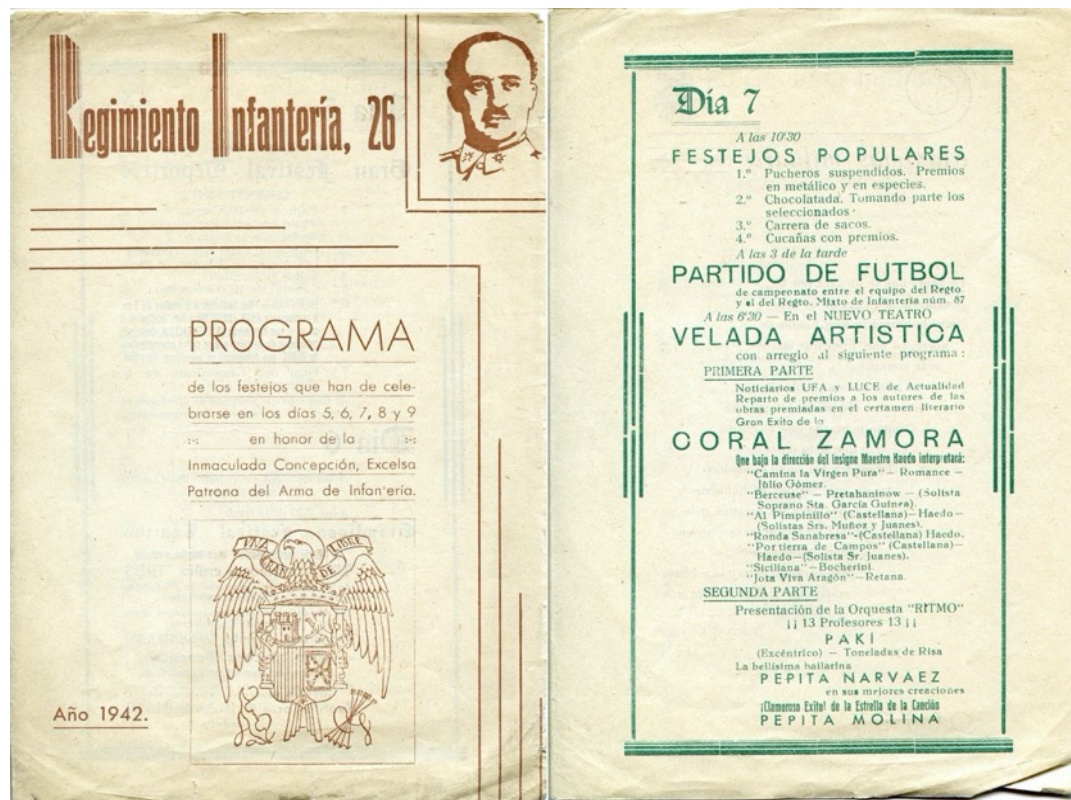 Regimiento Infantería, 26
PROGRAMA
de los festejos que han de cele-
brarse en los días 5, 6, 7, 8 y 9
:-: en honor de la :-:
Inmaculada Concepción, Excelsa
Patrona del Arma de Infantería.
UNA GRANDE LIBRE
Año 1942.
Día 7
A las 10'30
FESTEJOS POPULARES
1.º Pucheros suspendidos. Premios
en metálico y en especies.
2.º Chocolatada. Tomando parte los
seleccionados.
3.º Carrera de sacos.
4.º Cucañas con premios.
A las 3 de la tarde
PARTIDO DE FUTBOL
de campeonato entre el equipo del Regto.
y el del Regto. Mixto de Infantería núm. 87
A las 6'30 — En el NUEVO TEATRO
VELADA ARTISTICA
con arreglo al siguiente programa:
PRIMERA PARTE
Noticiarios UFA y LUCE de Actualidad
Reparto de premios a los autores de las
obras premiadas en el certamen literario
Gron Exito de la
CORAL ZAMORA
Que bajo la dirección del insigne Maestro Haedo interpretará:
"Camina la Virgen Pura"— Romance —
Júlio Gómez.
"Berceuse" — Pretahaninow — (Solista
Soprano Sta. García Guinea).
"Al Pimpinillo" (Castellana)— Haedo—
(Solistas Srs. Muñoz y Juanes).
"Ronda Sanabresa"-(Castellana) Haedo.
"Por tierra de Campos" (Castellana)—
Haedo—(Solista Sr. Juanes).
"Siciliana"—Bocherini.
"Jota Viva Aragón"—Retana.
SEGUNDA PARTE
Presentación de la Orquesta "RITMO"
¡¡ 13 Profesores 13 ¡¡
PAKI
(Excéntrico) — Toneladas de Risa
La bellísima bailarina
PEPITA NARVAEZ
en sus mejores creaciones
¡Clamoroso Exito! de la Estrella de la Canción
PEPITA MOLINA